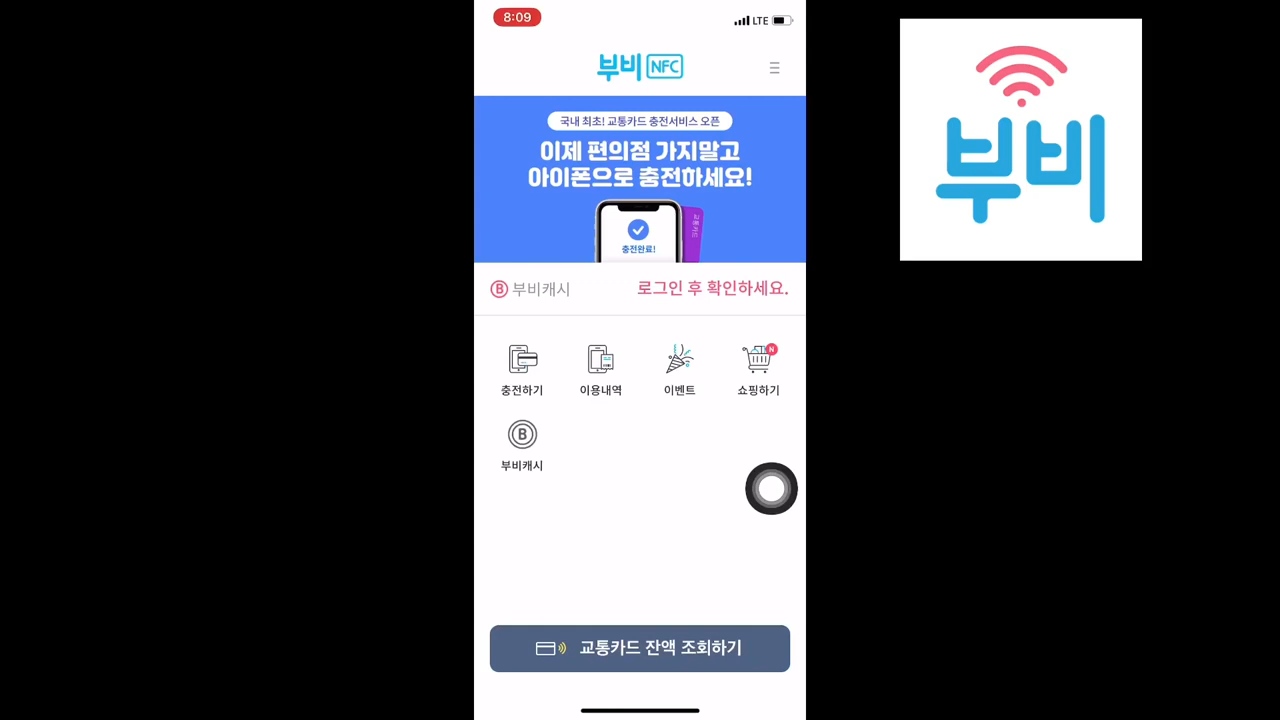 8:09
LTE
부비 NFC
국내 최초! 교통카드 충전서비스 오픈
이제 편의점 가지말고
아이폰으로 충전하세요!
교통카드
충전완료!
B 부비캐시
로그인 후 확인하세요.
충전하기
이용내역
이벤트
N
쇼핑하기
B
부비캐시
교통카드 잔액 조회하기
부비